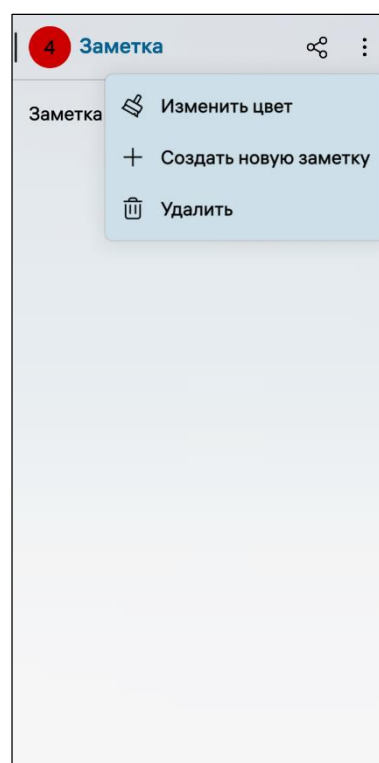 4 Заметка
Заметка
Изменить цвет
Создать новую заметку
Удалить